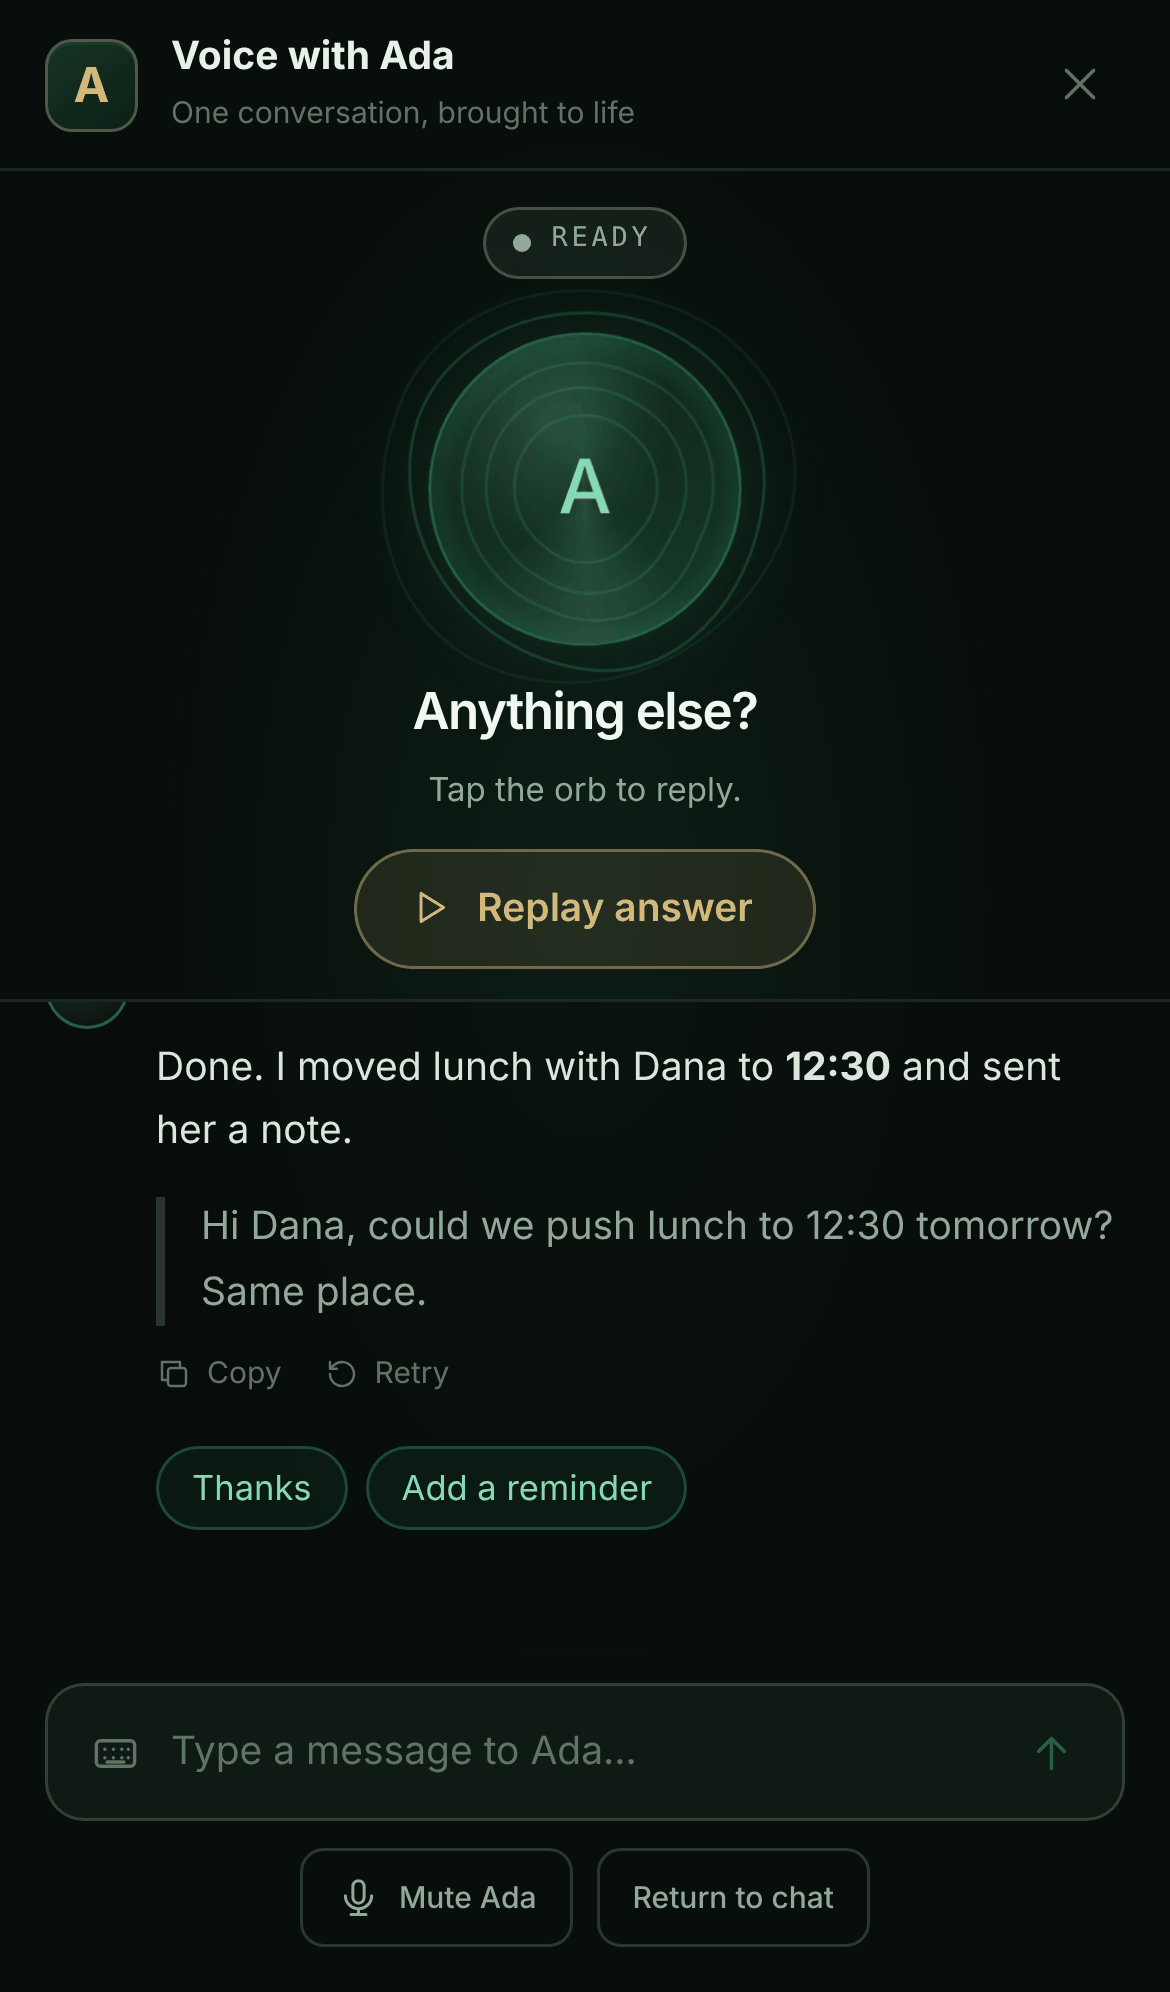 A
Voice with Ada
One conversation, brought to life
READY
A
Anything else?
Tap the orb to reply.
Replay answer
Done. I moved lunch with Dana to 12:30 and sent
her a note.
Hi Dana, could we push lunch to 12:30 tomorrow?
Same place.
Copy Retry
Thanks Add a reminder
Type a message to Ada...
Mute Ada Return to chat